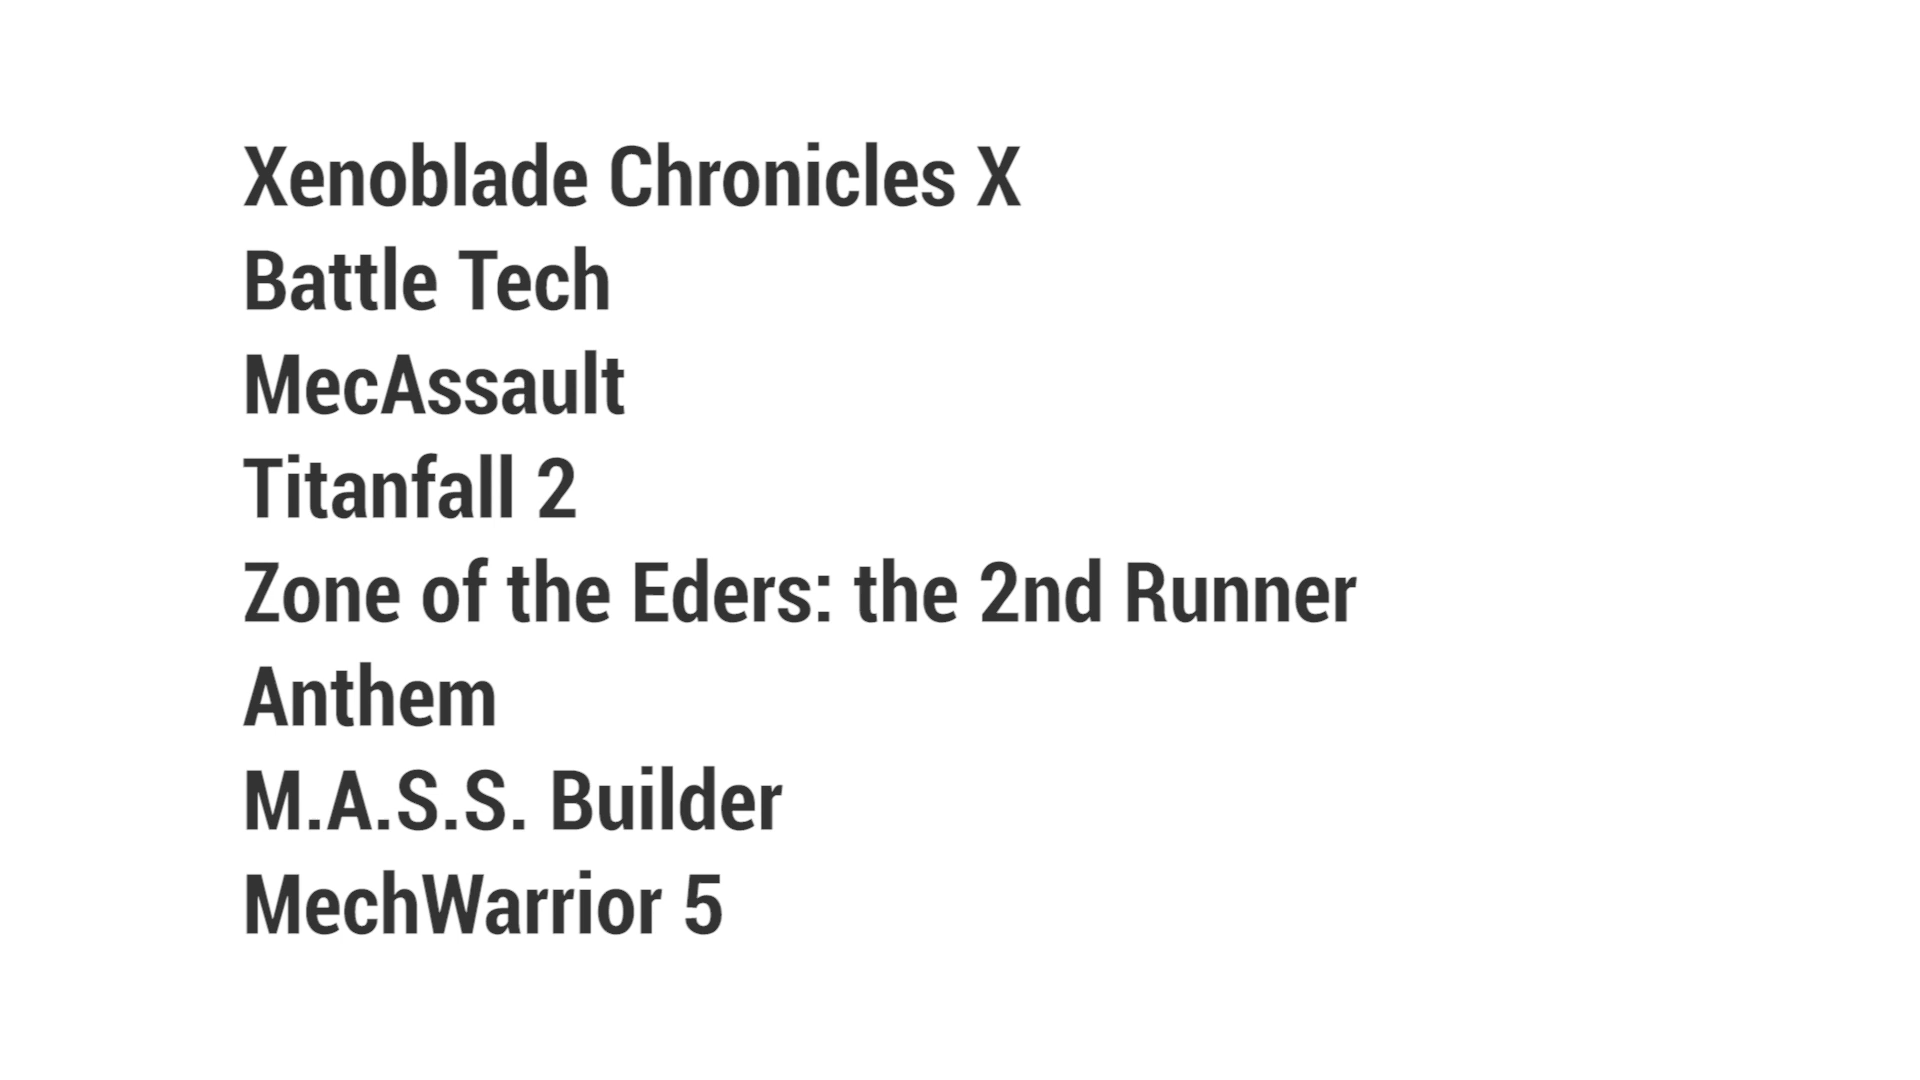 Xenoblade Chronicles X
Battle Tech
MecAssault
Titanfall 2
Zone of the Eders: the 2nd Runner
Anthem
M.A.S.S. Builder
MechWarrior 5